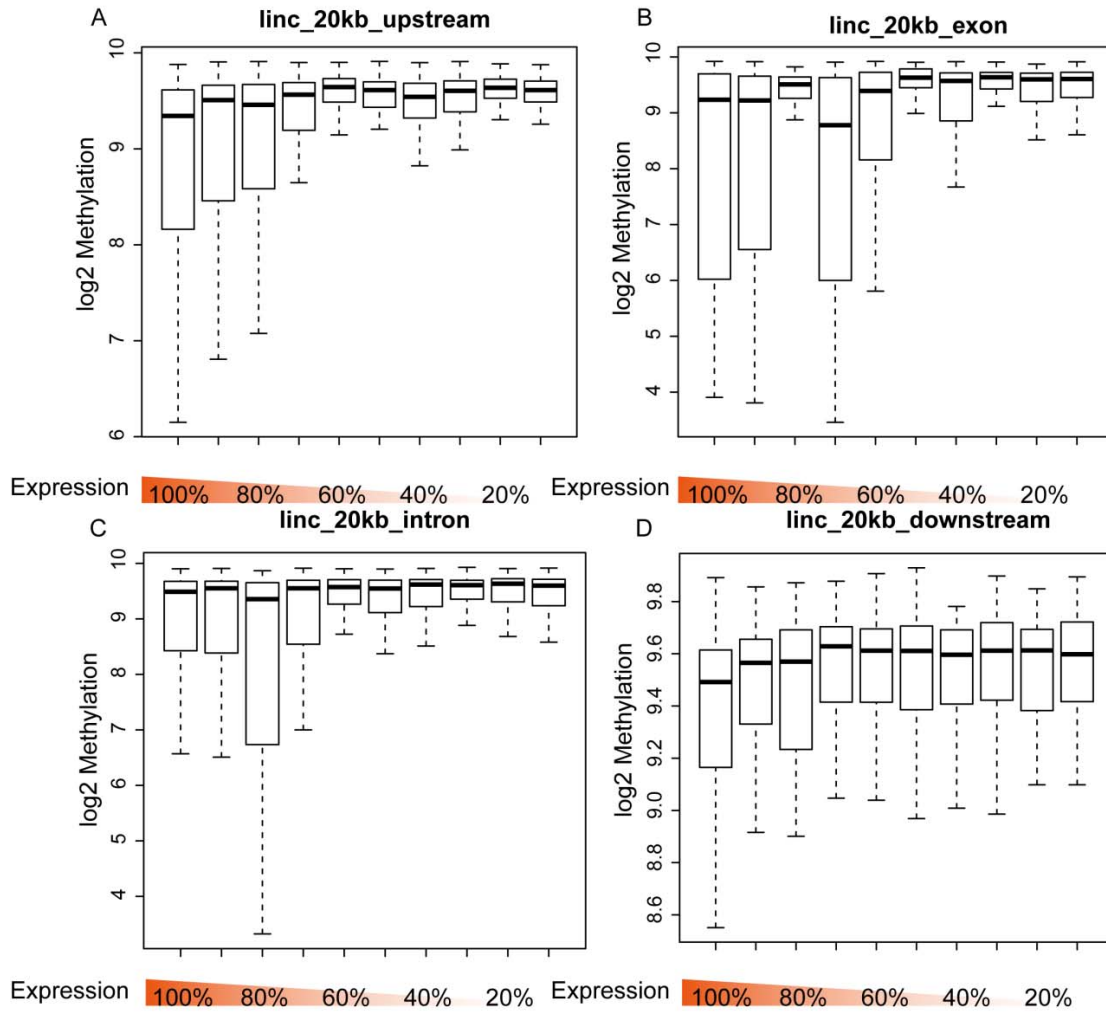 A
linc_20kb_upstream
log2 Methylation
10
9
8
7
6
Expression 100% 80% 60% 40% 20%
B
linc_20kb_exon
log2 Methylation
10
9
8
7
6
5
4
Expression 100% 80% 60% 40% 20%
C
linc_20kb_intron
log2 Methylation
10
9
8
7
6
5
4
Expression 100% 80% 60% 40% 20%
D
linc_20kb_downstream
log2 Methylation
9.8
9.6
9.4
9.2
9.0
8.8
8.6
Expression 100% 80% 60% 40% 20%